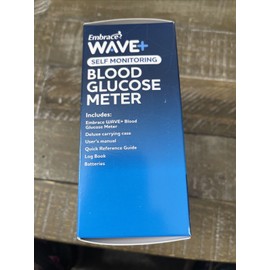 Embrace
WAVE+
SELF MONITORING
BLOOD
GLUCOSE
METER
Includes:
Embrace WAVE+ Blood
Glucose Meter
Deluxe carrying case
User's manual
Quick Reference Guide
Log Book
Batteries